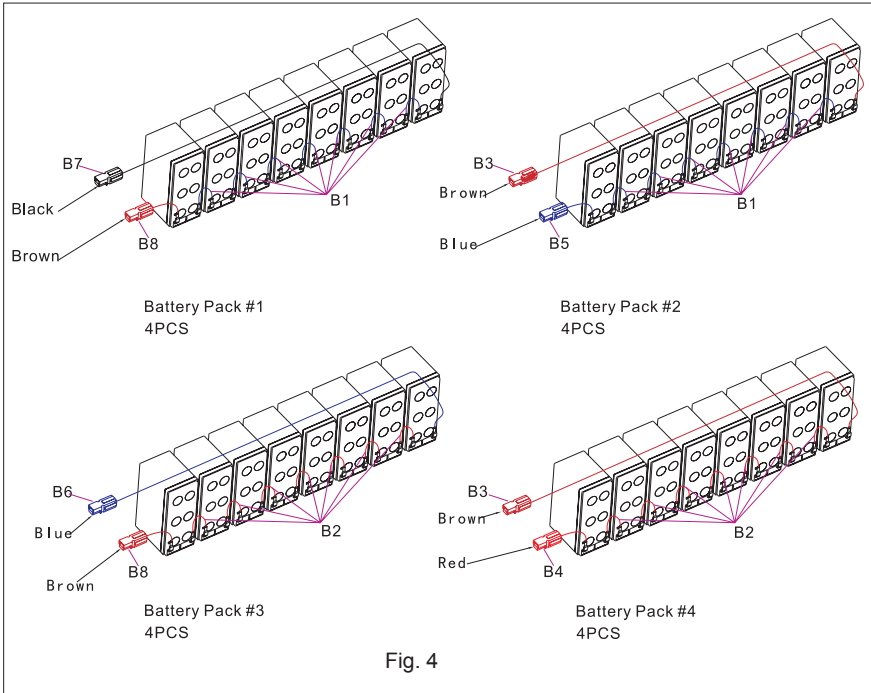 B7
Black
Brown
B8
B1
Battery Pack #1
4PCS
B3
Brown
Blue
B5
B1
Battery Pack #2
4PCS
B6
Blue
Brown
B8
B2
Battery Pack #3
4PCS
B3
Brown
Red
B4
B2
Battery Pack #4
4PCS
Fig. 4